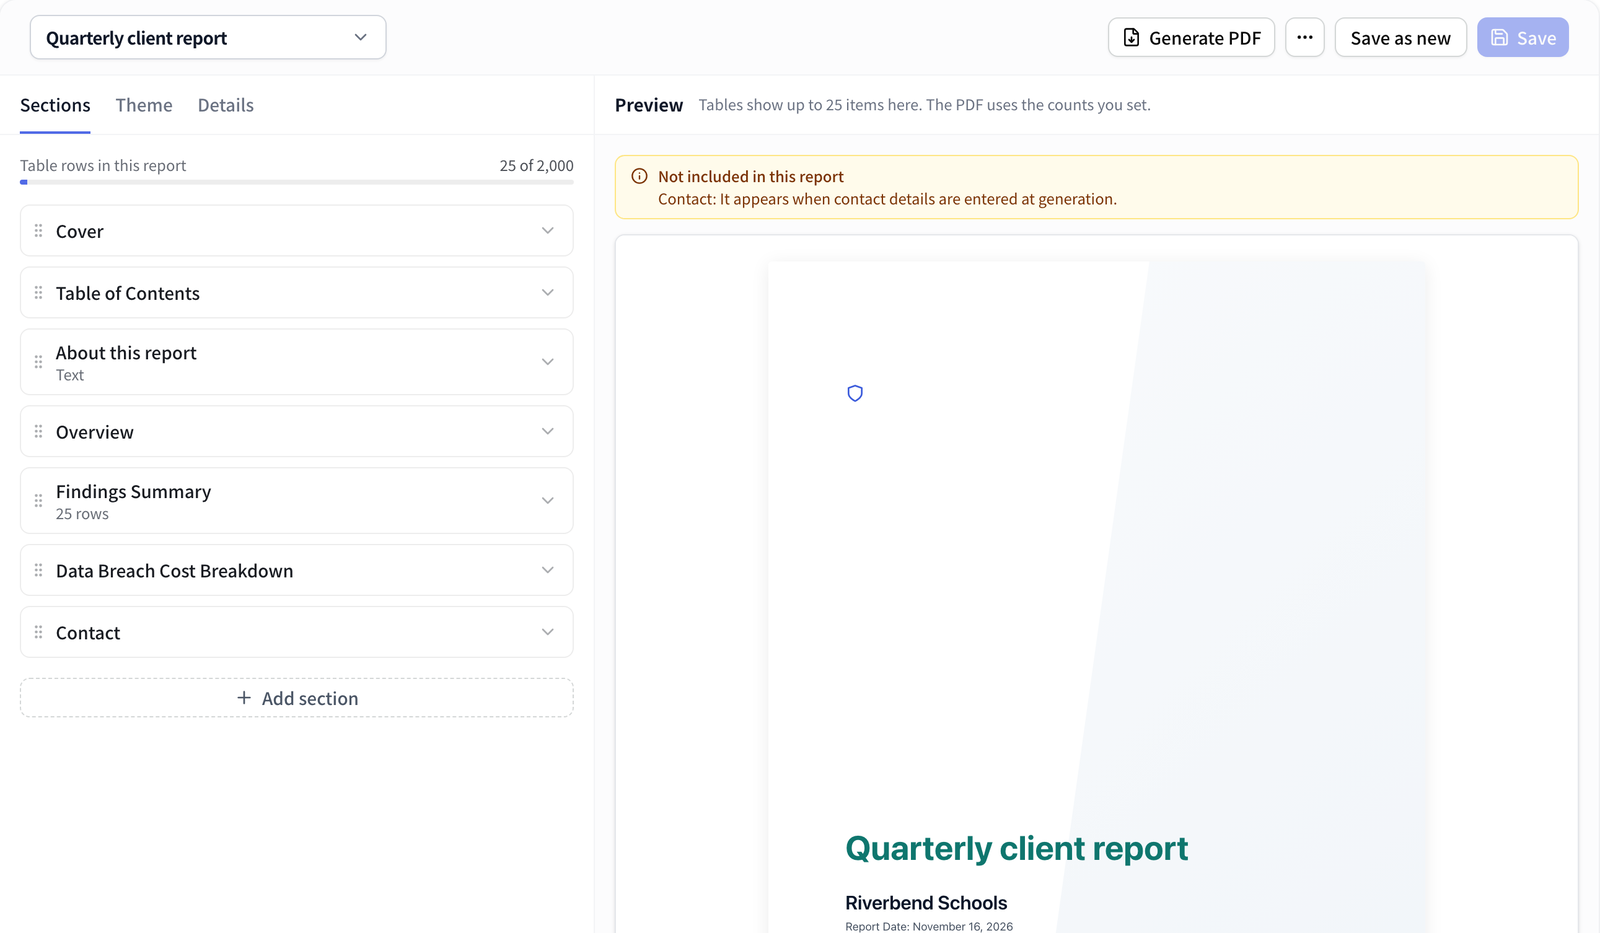 Quarterly client report
Generate PDF
Save as new
Save
Sections
Theme
Details
Preview
Tables show up to 25 items here. The PDF uses the counts you set.
Table rows in this report
25 of 2,000
Cover
Table of Contents
About this report
Text
Overview
Findings Summary
25 rows
Data Breach Cost Breakdown
Contact
Add section
Not included in this report
Contact: It appears when contact details are entered at generation.
Quarterly client report
Riverbend Schools
Report Date: November 16, 2026